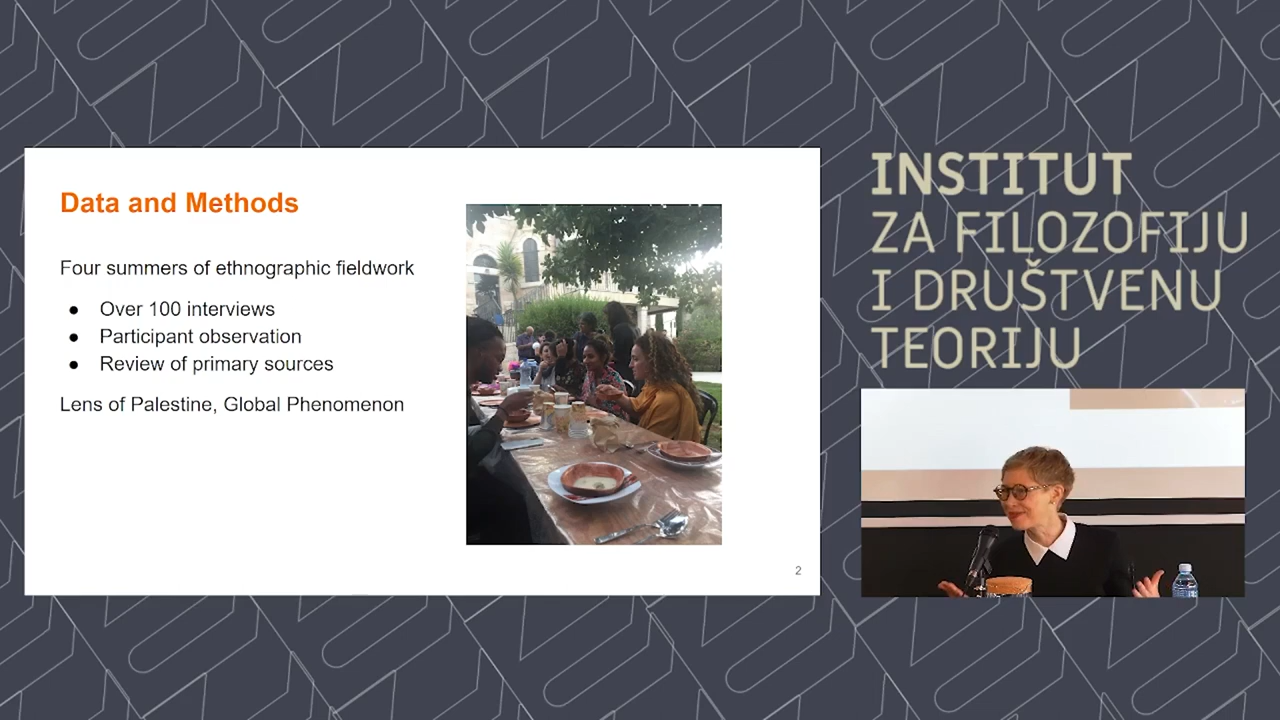 Data and Methods
Four summers of ethnographic fieldwork
● Over 100 interviews
● Participant observation
● Review of primary sources
Lens of Palestine, Global Phenomenon
2
INSTITUT
ZA FILOZOFIJU
I DRUŠTVENU
TEORIJU